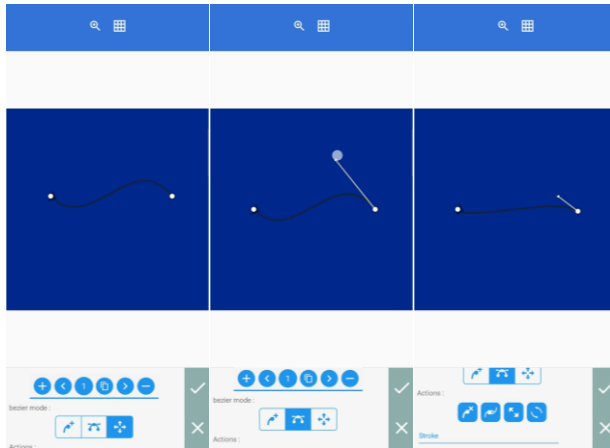 1
bezier mode :
Actions :
1
bezier mode :
Actions :
Actions :
Stroke